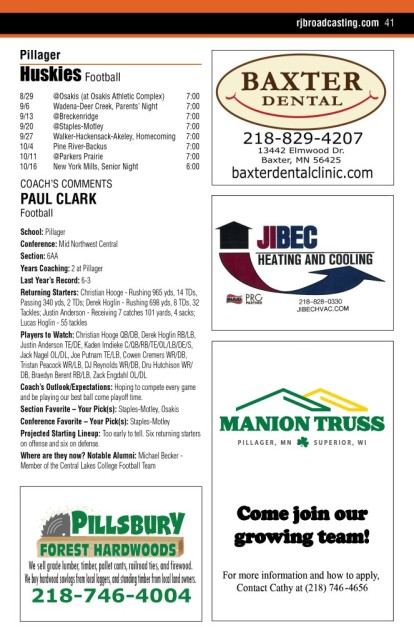 rjbroadcasting.com 41
Pillager
Huskies Football
8/29 @Osakis (at Osakis Athletic Complex) 7:00
9/6 Wadena-Deer Creek, Parents' Night 7:00
9/13 @Breckenridge 7:00
9/20 @Staples-Motley 7:00
9/27 Walker-Hackensack-Akeley, Homecoming 7:00
10/4 Pine River-Backus 7:00
10/11 @Parkers Prairie 7:00
10/16 New York Mills, Senior Night 6:00
COACH'S COMMENTS
PAUL CLARK
Football
School: Pillager
Conference: Mid Northwest Central
Section: 6AA
Years Coaching: 2 at Pillager
Last Year's Record: 6-3
Returning Starters: Christian Hooge - Rushing 965 yds, 14 TDs,
Passing 340 yds, 2 TDs; Derek Hoglin - Rushing 698 yds, 8 TDs, 32
Tackles; Justin Anderson - Receiving 7 catches 101 yards, 4 sacks;
Lucas Hoglin - 55 tackles
Players to Watch: Christian Hooge QB/DB, Derek Hoglin RB/LB,
Justin Anderson TE/DE, Kaden Imdieke C/QB/RB/TE/OL/LB/DE/S,
Jack Nagel OL/DL, Joe Putnam TE/LB, Cowen Cremers WR/DB,
Tristan Peacock WR/LB, DJ Reynolds WR/DB, Dru Hutchison WR/
DB, Braedyn Berent RB/LB, Zack Engdahl OL/DL
Coach's Outlook/Expectations: Hoping to compete every game
and be playing our best ball come playoff time.
Section Favorite – Your Pick(s): Staples-Motley, Osakis
Conference Favorite – Your Pick(s): Staples-Motley
Projected Starting Lineup: Too early to tell. Six returning starters
on offense and six on defense.
Where are they now? Notable Alumni: Michael Becker -
Member of the Central Lakes College Football Team
PILLSBURY
FOREST HARDWOODS
We sell grade lumber, timber, pallet cants, railroad ties, and firewood.
We buy hardwood sawlogs from local loggers, and standing timber from local land owners.
218-746-4004
BAXTER
DENTAL
218-829-4207
13442 Elmwood Dr.
Baxter, MN 56425
baxterdentalclinic.com
JIBEC
HEATING AND COOLING
PRO
PARTNER
218-828-0330
JIBECHVAC.COM
MANION TRUSS
PILLAGER, MN SUPERIOR, WI
Come join our
growing team!
For more information and how to apply,
Contact Cathy at (218) 746-4656